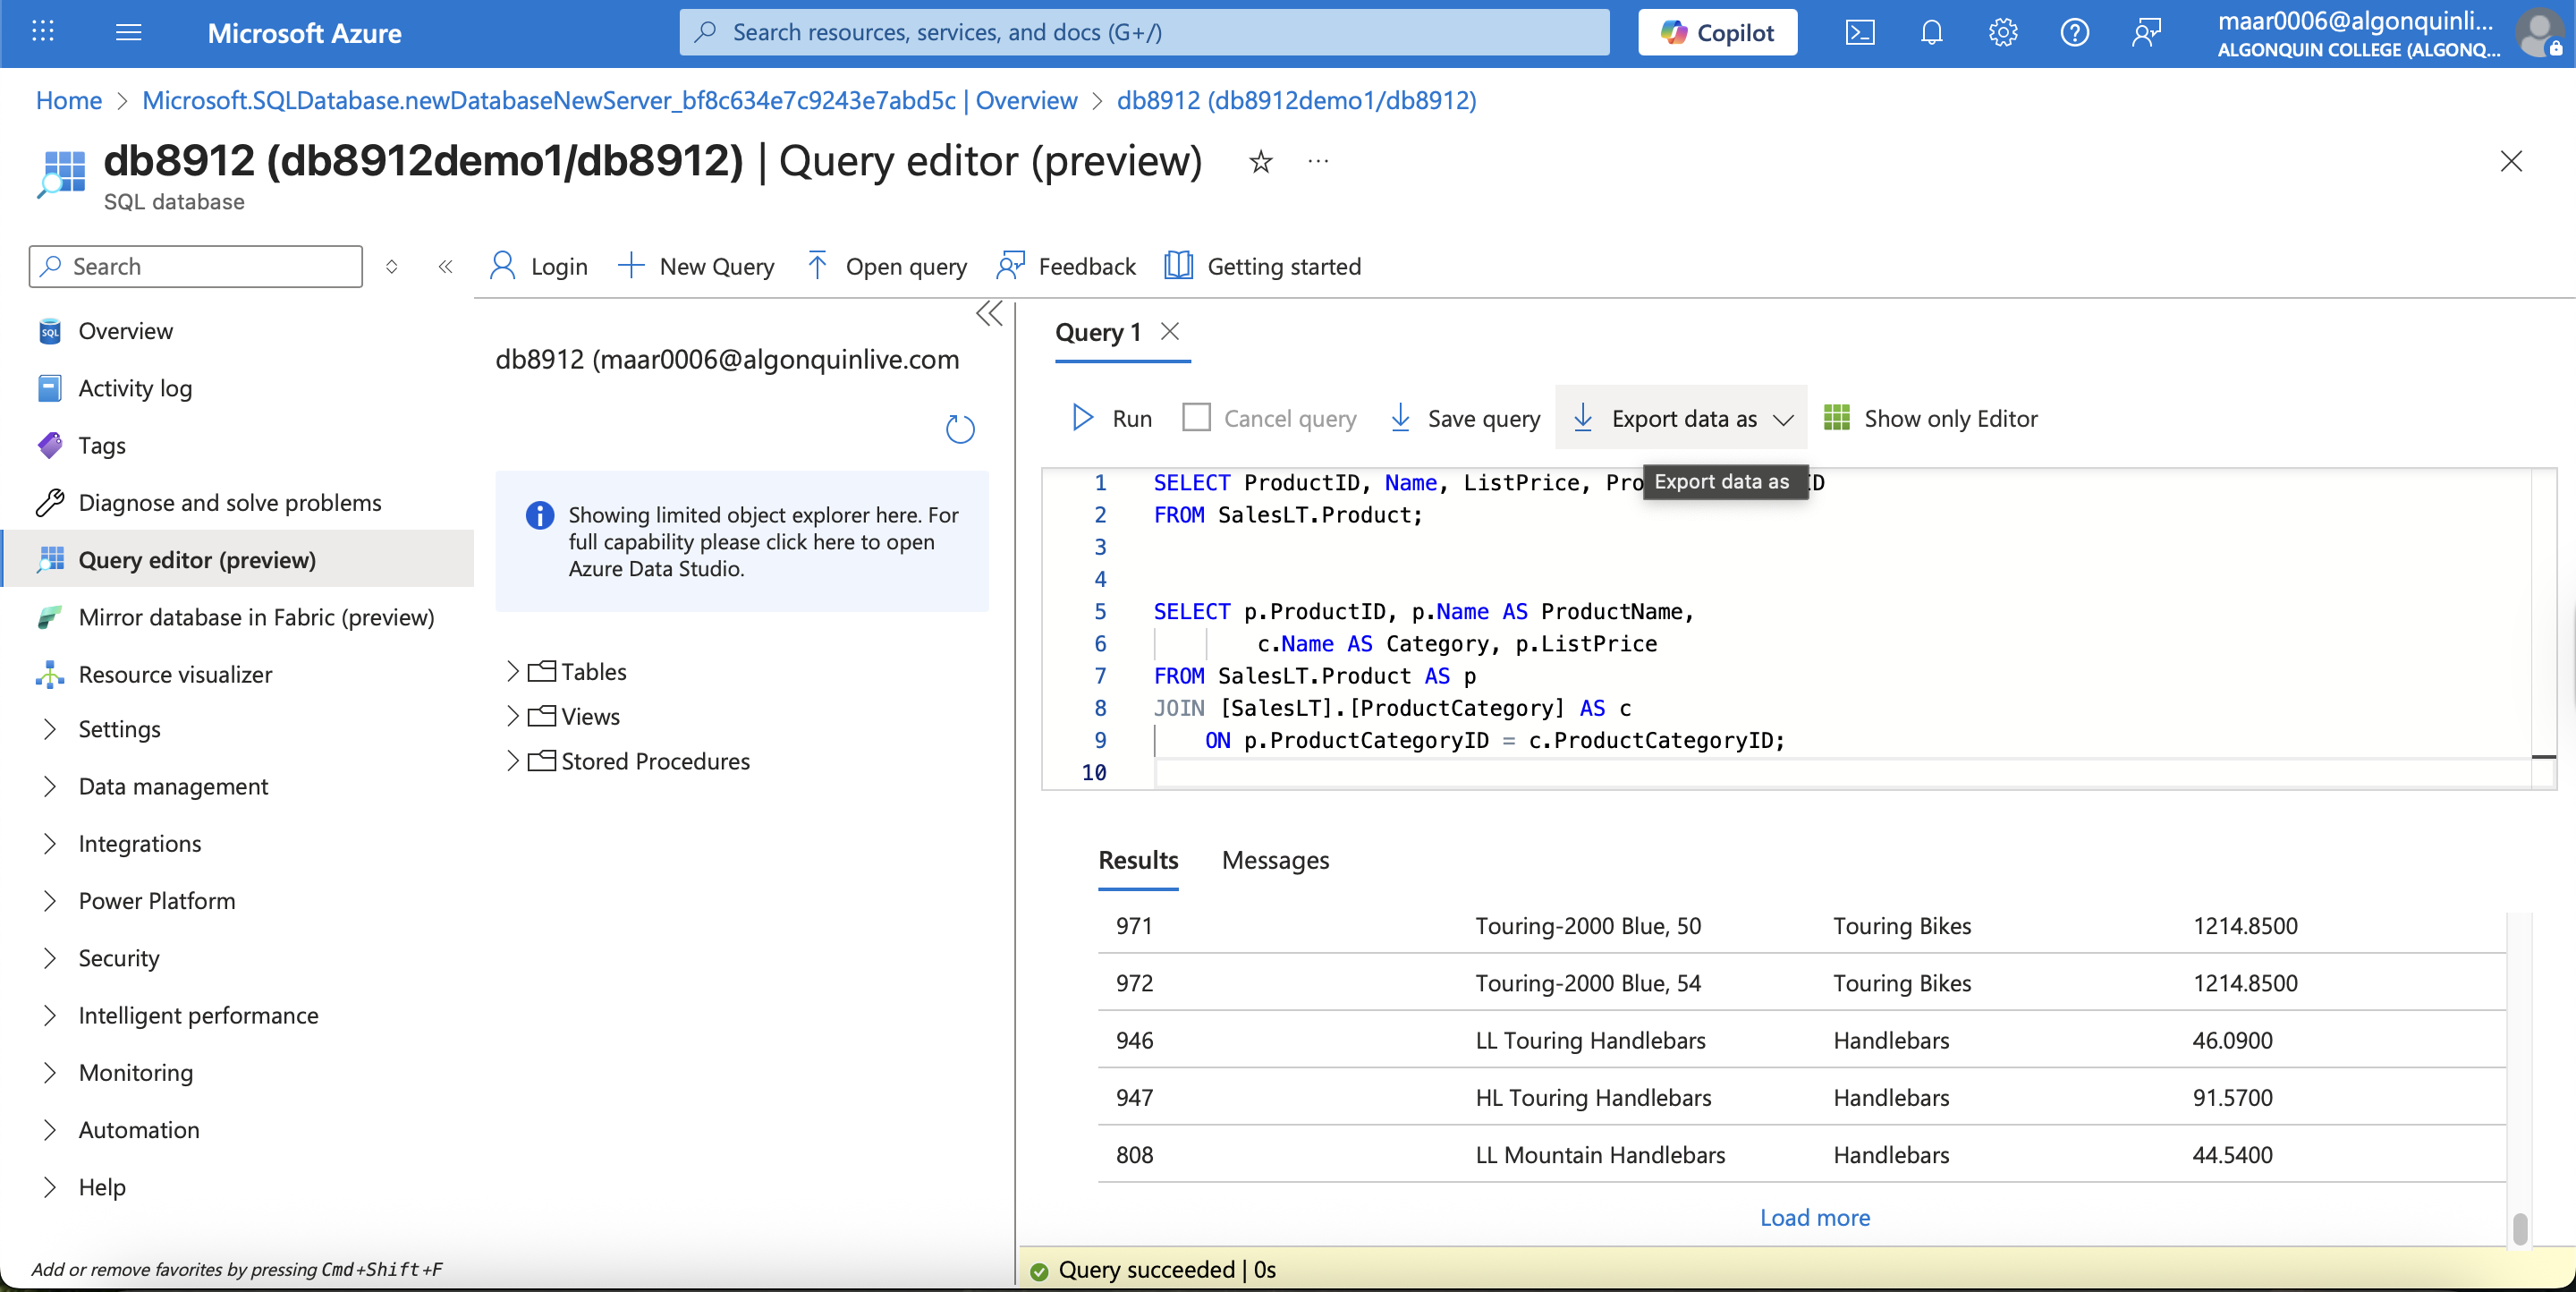 Microsoft Azure
Search resources, services, and docs (G+/)
Copilot
maar0006@algonquinli...
ALGONQUIN COLLEGE (ALGONQ...
Home > Microsoft.SQLDatabase.newDatabaseNewServer_bf8c634e7c9243e7abd5c | Overview > db8912 (db8912demo1/db8912)
db8912 (db8912demo1/db8912) | Query editor (preview)
SQL database
Search
Login
New Query
Open query
Feedback
Getting started
Overview
Activity log
Tags
Diagnose and solve problems
Query editor (preview)
Mirror database in Fabric (preview)
Resource visualizer
Settings
Data management
Integrations
Power Platform
Security
Intelligent performance
Monitoring
Automation
Help
Add or remove favorites by pressing Cmd+Shift+F
db8912 (maar0006@algonquinlive.com
Showing limited object explorer here. For
full capability please click here to open
Azure Data Studio.
Tables
Views
Stored Procedures
Query 1
Run
Cancel query
Save query
Export data as
Show only Editor
Export data as
1 SELECT ProductID, Name, ListPrice,
2 FROM SalesLT.Product;
3
4
5 SELECT p.ProductID, p.Name AS ProductName,
6 c.Name AS Category, p.ListPrice
7 FROM SalesLT.Product AS p
8 JOIN [SalesLT].[ProductCategory] AS c
9 ON p.ProductCategoryID = c.ProductCategoryID;
10
Results
Messages
971 Touring-2000 Blue, 50 Touring Bikes 1214.8500
972 Touring-2000 Blue, 54 Touring Bikes 1214.8500
946 LL Touring Handlebars Handlebars 46.0900
947 HL Touring Handlebars Handlebars 91.5700
808 LL Mountain Handlebars Handlebars 44.5400
Load more
Query succeeded | 0s